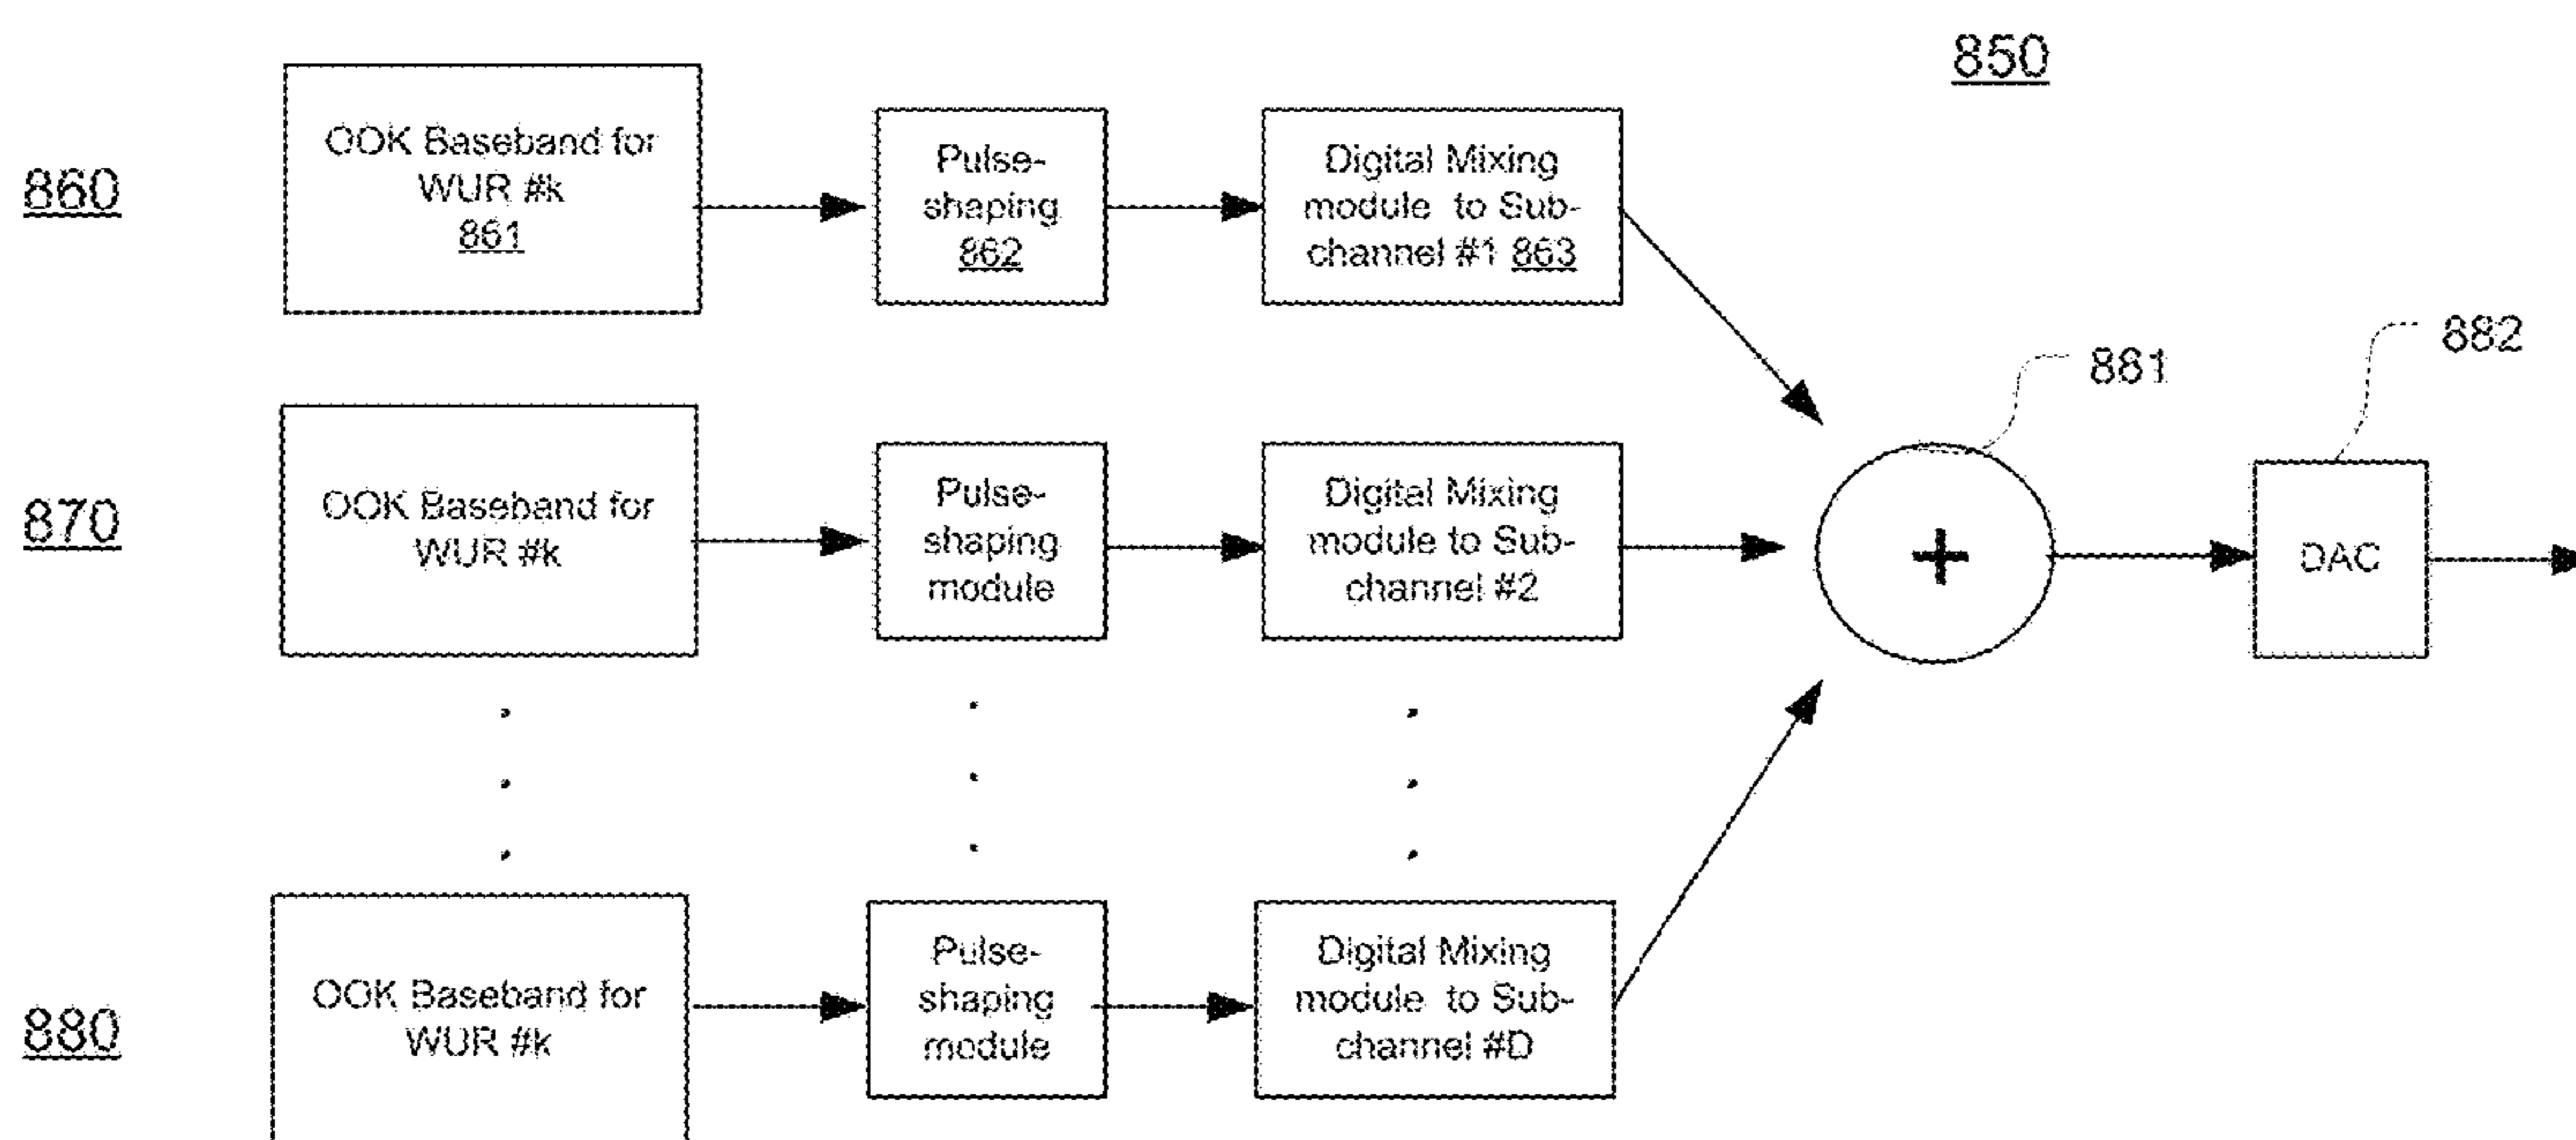 850
860
OOK Baseband for
WUR #k
861
Pulse-
shaping
862
Digital Mixing
module to Sub-
channel #1 863
881
882
870
OOK Baseband for
WUR #k
Pulse-
shaping
module
Digital Mixing
module to Sub-
channel #2
+
DAC
880
OOK Baseband for
WUR #k
Pulse-
shaping
module
Digital Mixing
module to Sub-
channel #D